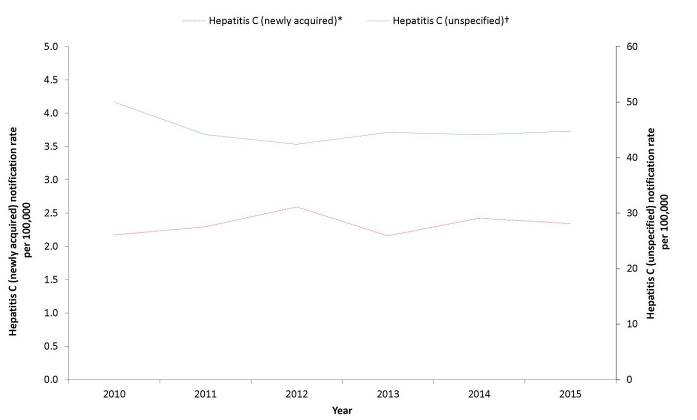 Hepatitis C (newly acquired)* Hepatitis C (unspecified)†
5.0
4.5
4.0
3.5
3.0
2.5
2.0
1.5
1.0
0.5
0.0
Hepatitis C (newly acquired) notification rate
per 100,000
60
50
40
30
20
10
0
Hepatitis C (unspecified) notification rate
per 100,000
2010 2011 2012 2013 2014 2015
Year